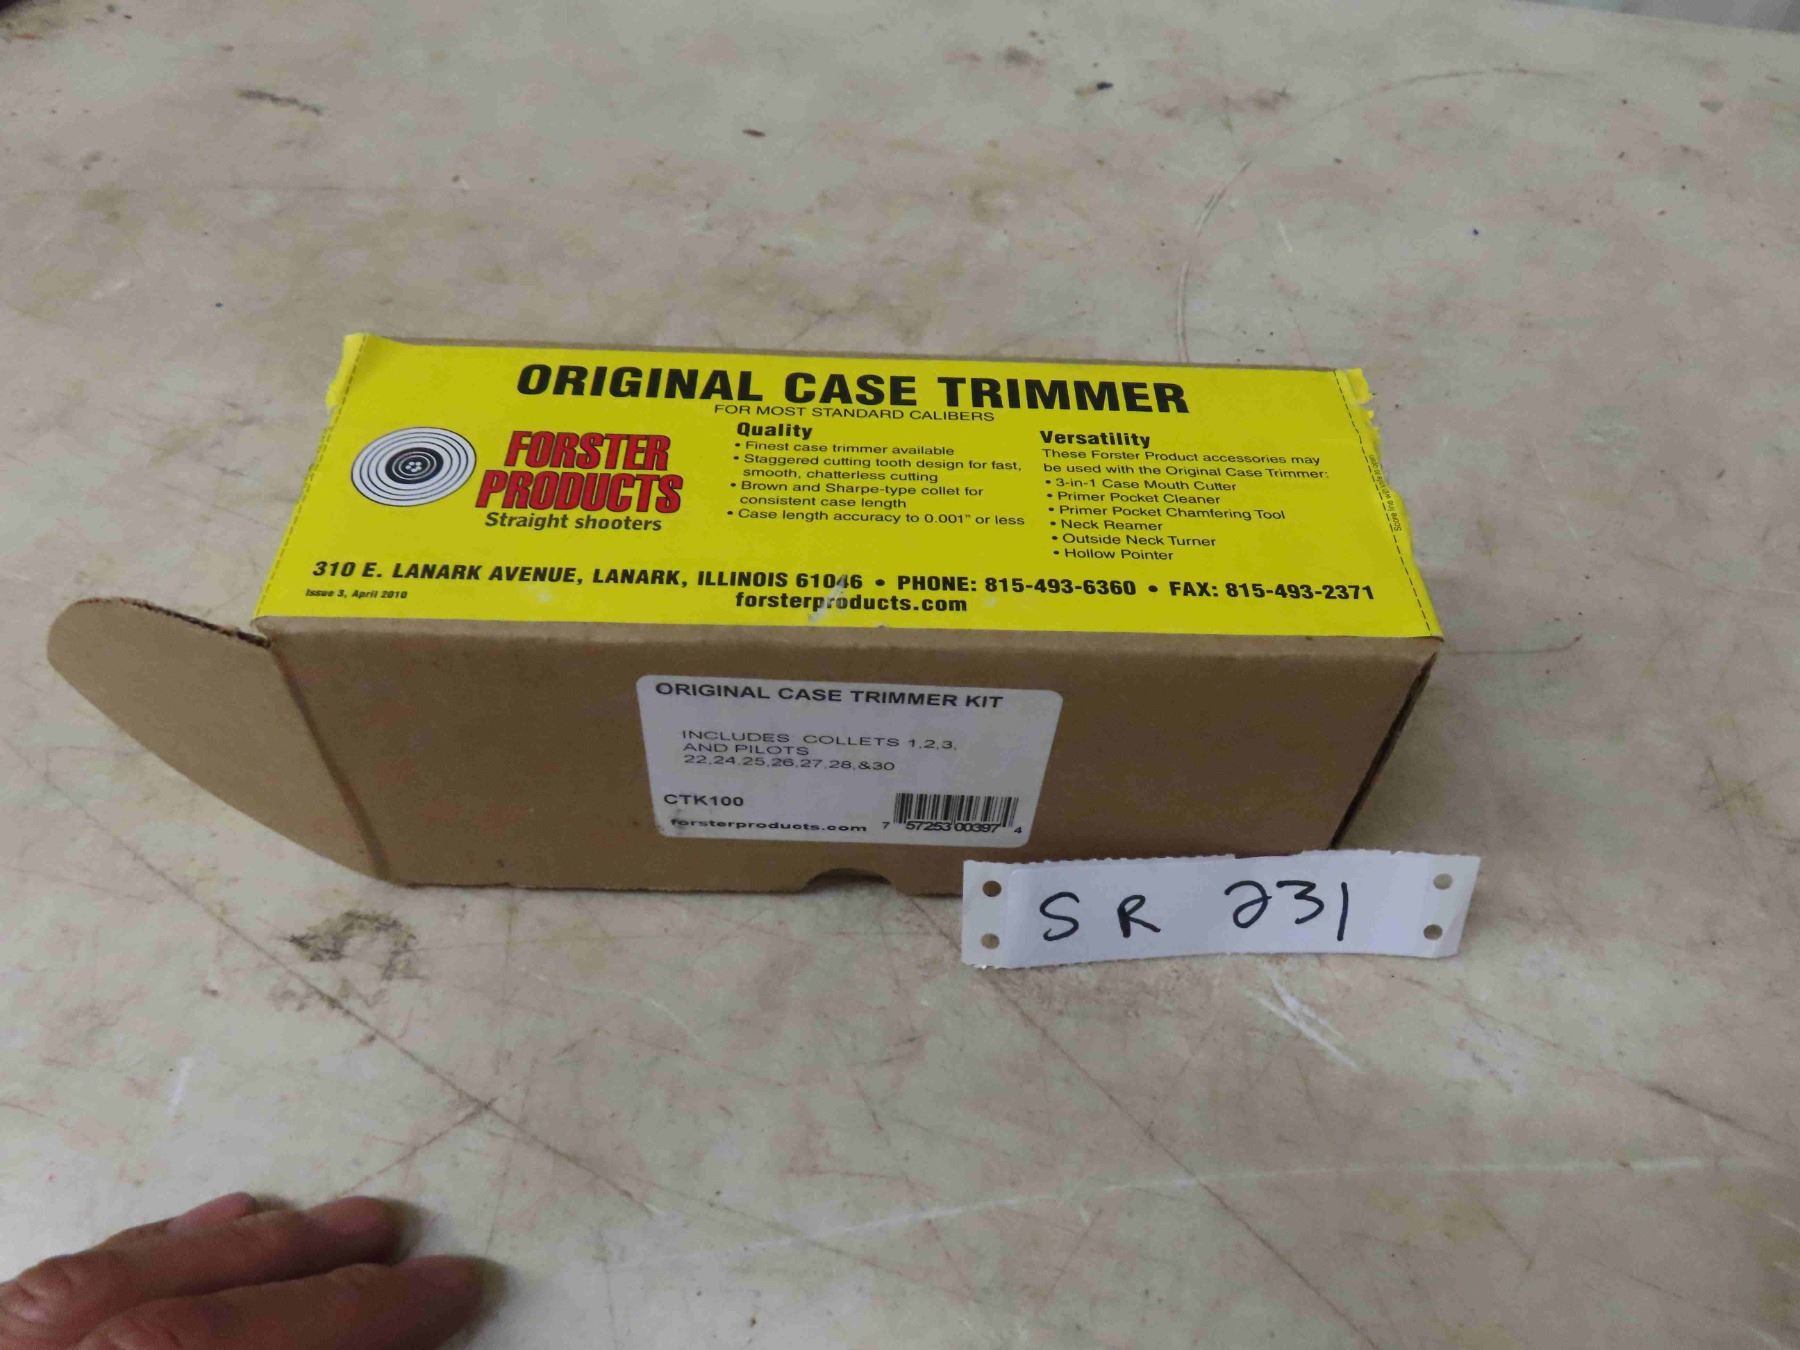 ORIGINAL CASE TRIMMER
FOR MOST STANDARD CALIBERS
FORSTER
PRODUCTS
Straight shooters
Quality
• Finest case trimmer available
• Staggered cutting tooth design for fast,
smooth, chatterless cutting
• Brown and Sharpe-type collet for
consistent case length
• Case length accuracy to 0.001" or less
Versatility
These Forster Product accessories may
be used with the Original Case Trimmer:
• 3-in-1 Case Mouth Cutter
• Primer Pocket Cleaner
• Primer Pocket Chamfering Tool
• Neck Reamer
• Outside Neck Turner
• Hollow Pointer
310 E. LANARK AVENUE, LANARK, ILLINOIS 61046 • PHONE: 815-493-6360 • FAX: 815-493-2371
Issue 3, April 2010
forsterproducts.com
ORIGINAL CASE TRIMMER KIT
INCLUDES: COLLETS 1,2,3,
AND PILOTS
22,24,25,26,27,28,&30
CTK100
forsterproducts.com
7 57253 00397 4
SR 231